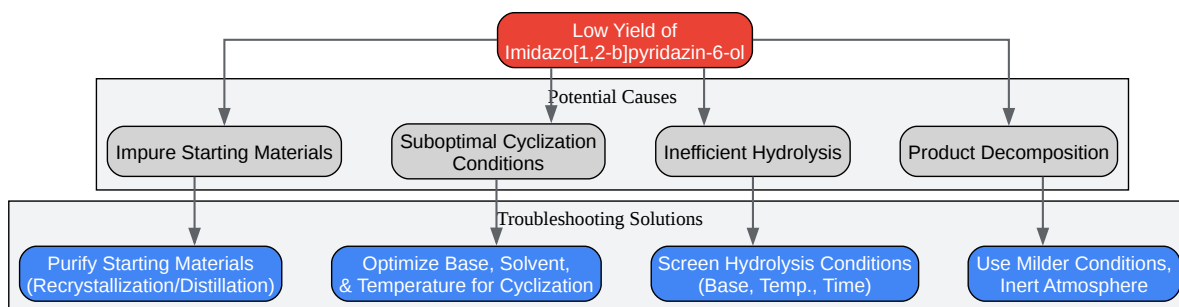 Low Yield of
Imidazo[1,2-b]pyridazin-6-ol
Potential Causes
Impure Starting Materials
Suboptimal Cyclization
Conditions
Inefficient Hydrolysis
Product Decomposition
Troubleshooting Solutions
Purify Starting Materials
(Recrystallization/Distillation)
Optimize Base, Solvent,
& Temperature for Cyclization
Screen Hydrolysis Conditions
(Base, Temp., Time)
Use Milder Conditions,
Inert Atmosphere